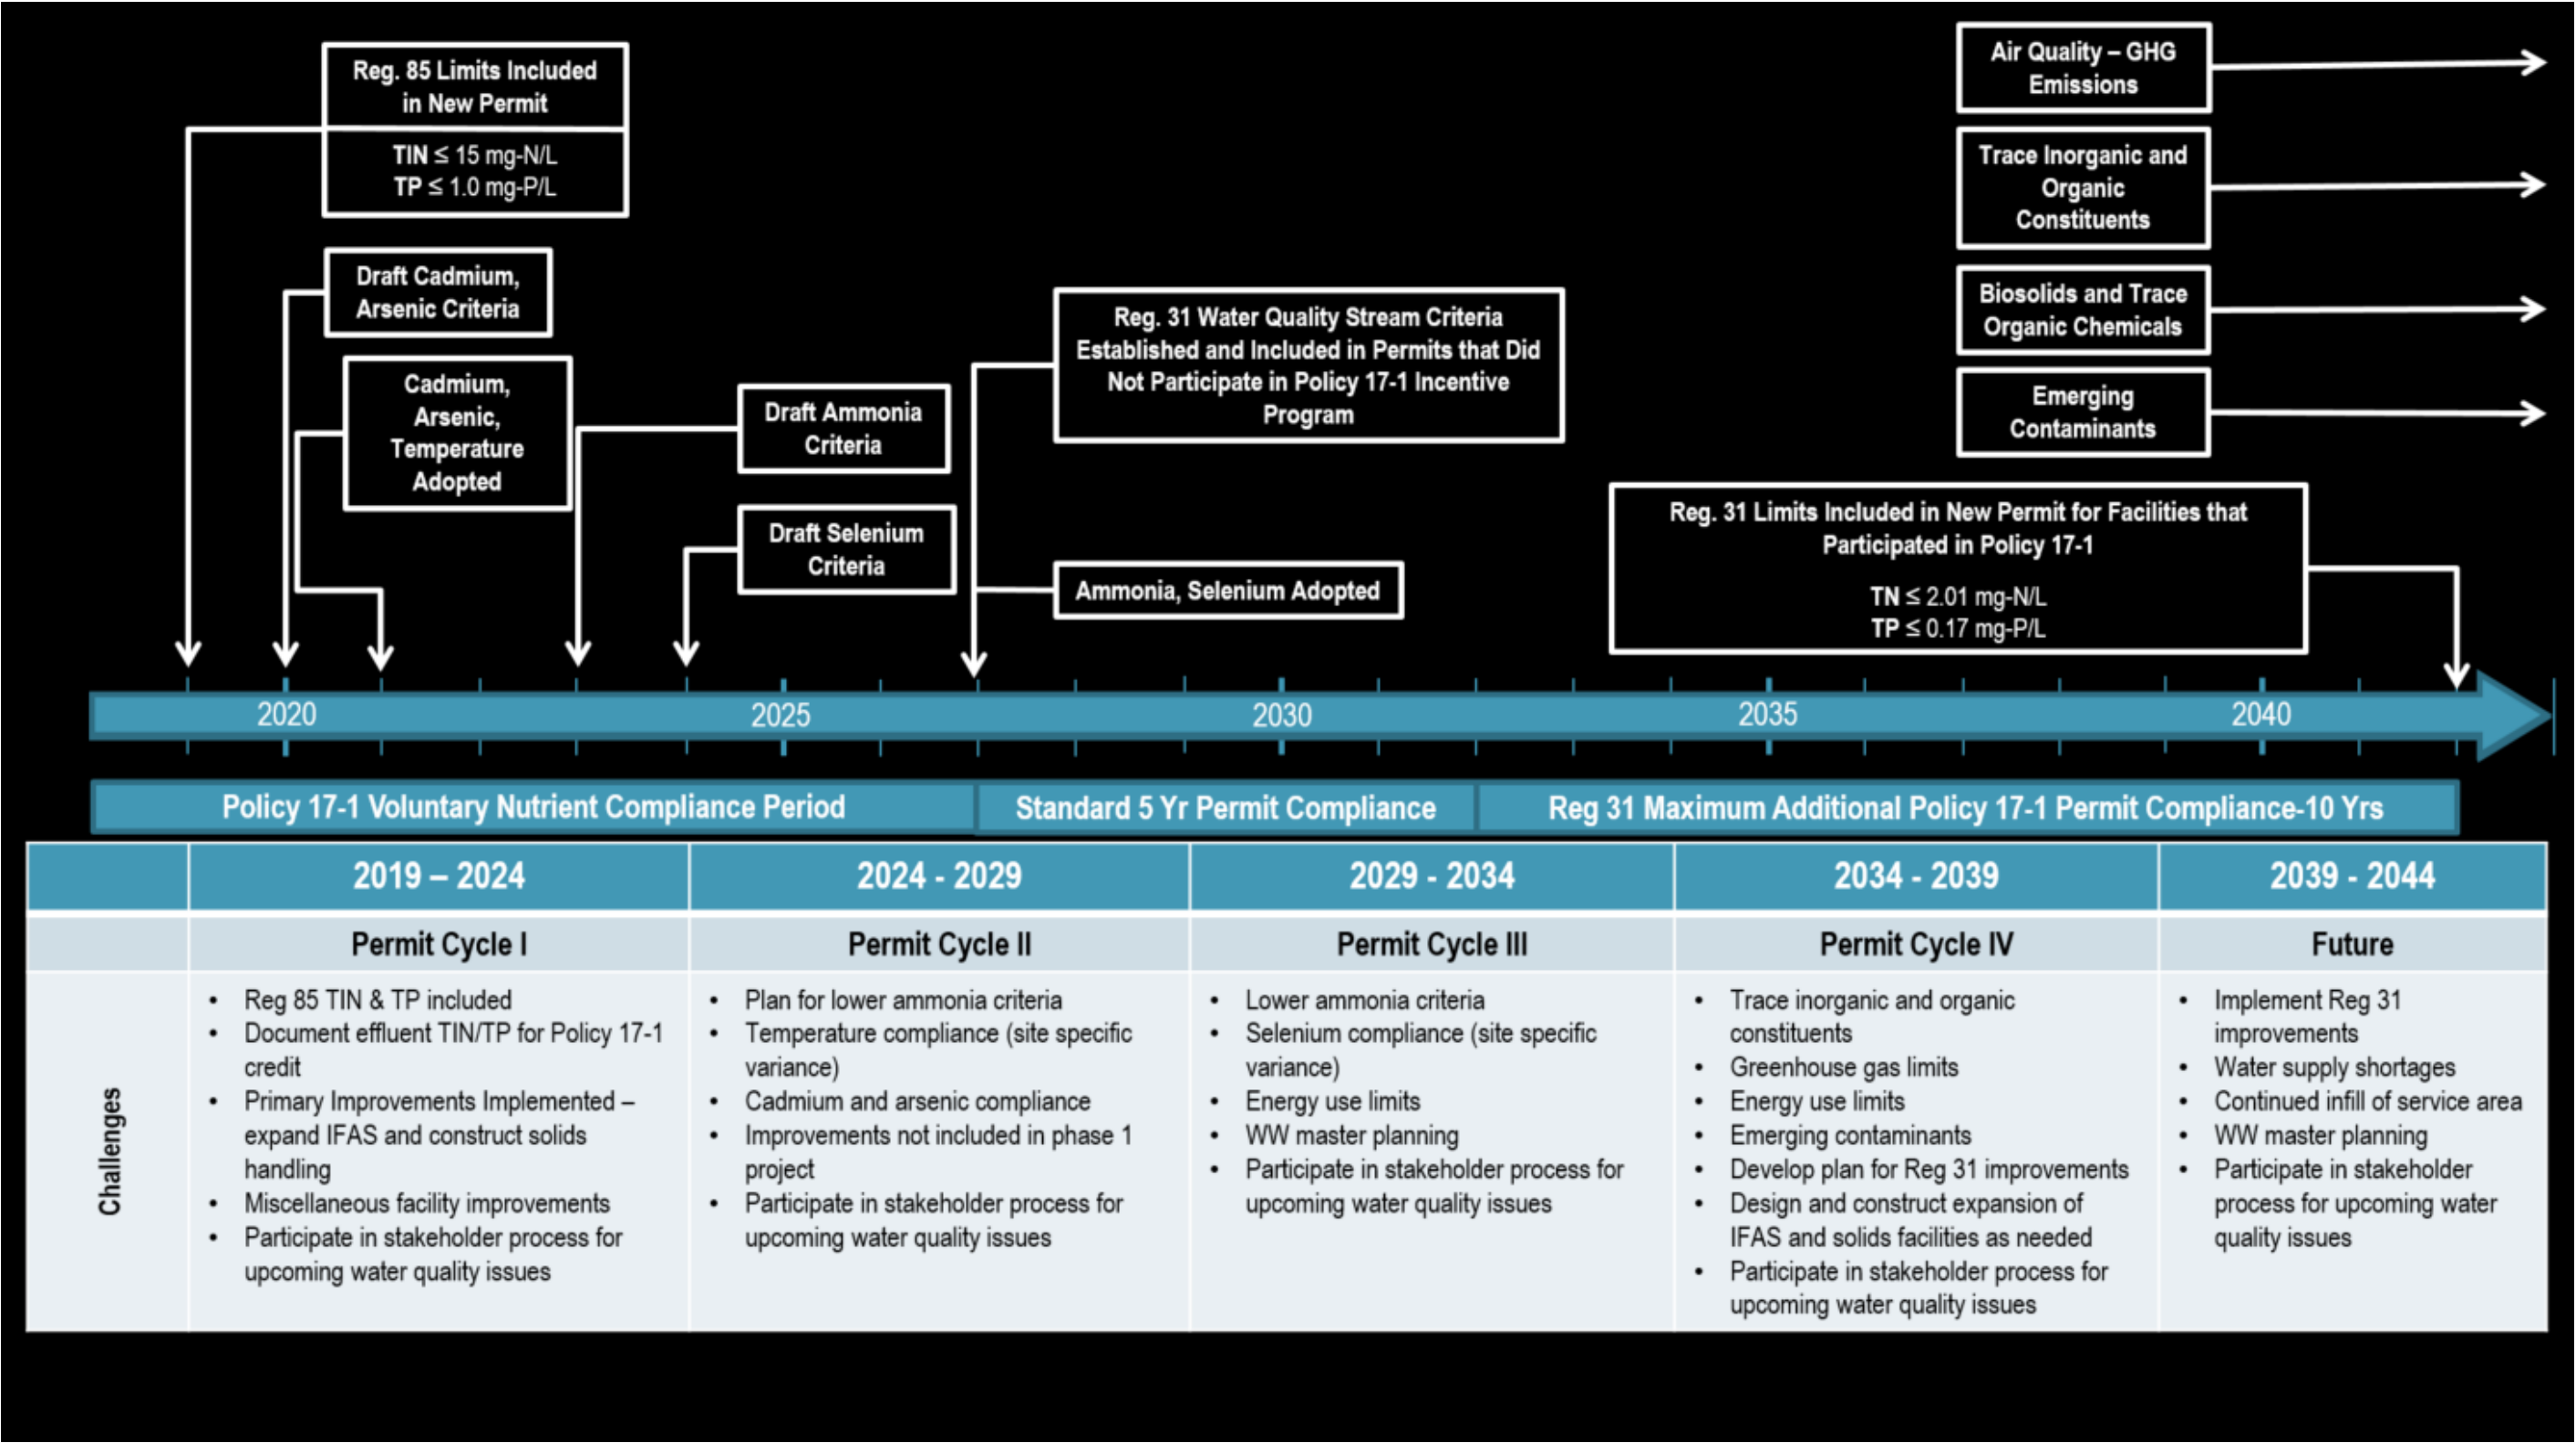 Reg. 85 Limits Included
in New Permit
TIN ≤ 15 mg-N/L
TP ≤ 1.0 mg-P/L
Draft Cadmium,
Arsenic Criteria
Cadmium,
Arsenic,
Temperature
Adopted
Draft Ammonia
Criteria
Draft Selenium
Criteria
Reg. 31 Water Quality Stream Criteria
Established and Included in Permits that Did
Not Participate in Policy 17-1 Incentive
Program
Ammonia, Selenium Adopted
Air Quality – GHG
Emissions
Trace Inorganic and
Organic
Constituents
Biosolids and Trace
Organic Chemicals
Emerging
Contaminants
Reg. 31 Limits Included in New Permit for Facilities that
Participated in Policy 17-1
TN ≤ 2.01 mg-N/L
TP ≤ 0.17 mg-P/L
2020 2025 2030 2035 2040
Policy 17-1 Voluntary Nutrient Compliance Period
Standard 5 Yr Permit Compliance
Reg 31 Maximum Additional Policy 17-1 Permit Compliance-10 Yrs
2019 – 2024
2024 - 2029
2029 - 2034
2034 - 2039
2039 - 2044
Permit Cycle I
Permit Cycle II
Permit Cycle III
Permit Cycle IV
Future
Challenges
• Reg 85 TIN & TP included
• Document effluent TIN/TP for Policy 17-1
credit
• Primary Improvements Implemented –
expand IFAS and construct solids
handling
• Miscellaneous facility improvements
• Participate in stakeholder process for
upcoming water quality issues
• Plan for lower ammonia criteria
• Temperature compliance (site specific
variance)
• Cadmium and arsenic compliance
• Improvements not included in phase 1
project
• Participate in stakeholder process for
upcoming water quality issues
• Lower ammonia criteria
• Selenium compliance (site specific
variance)
• Energy use limits
• WW master planning
• Participate in stakeholder process for
upcoming water quality issues
• Trace inorganic and organic
constituents
• Greenhouse gas limits
• Energy use limits
• Emerging contaminants
• Develop plan for Reg 31 improvements
• Design and construct expansion of
IFAS and solids facilities as needed
• Participate in stakeholder process for
upcoming water quality issues
• Implement Reg 31
improvements
• Water supply shortages
• Continued infill of service area
• WW master planning
• Participate in stakeholder
process for upcoming water
quality issues